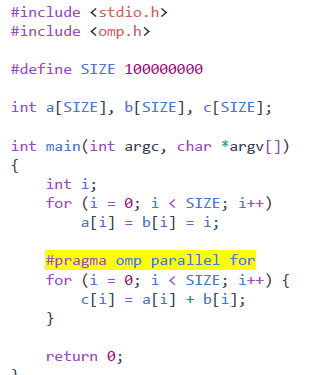 #include <stdio.h>
#include <omp.h>
#define SIZE 100000000
int a[SIZE], b[SIZE], c[SIZE];
int main(int argc, char *argv[])
{
    int i;
    for (i = 0; i < SIZE; i++)
        a[i] = b[i] = i;
    #pragma omp parallel for
    for (i = 0; i < SIZE; i++) {
        c[i] = a[i] + b[i];
    }
    return 0;
}